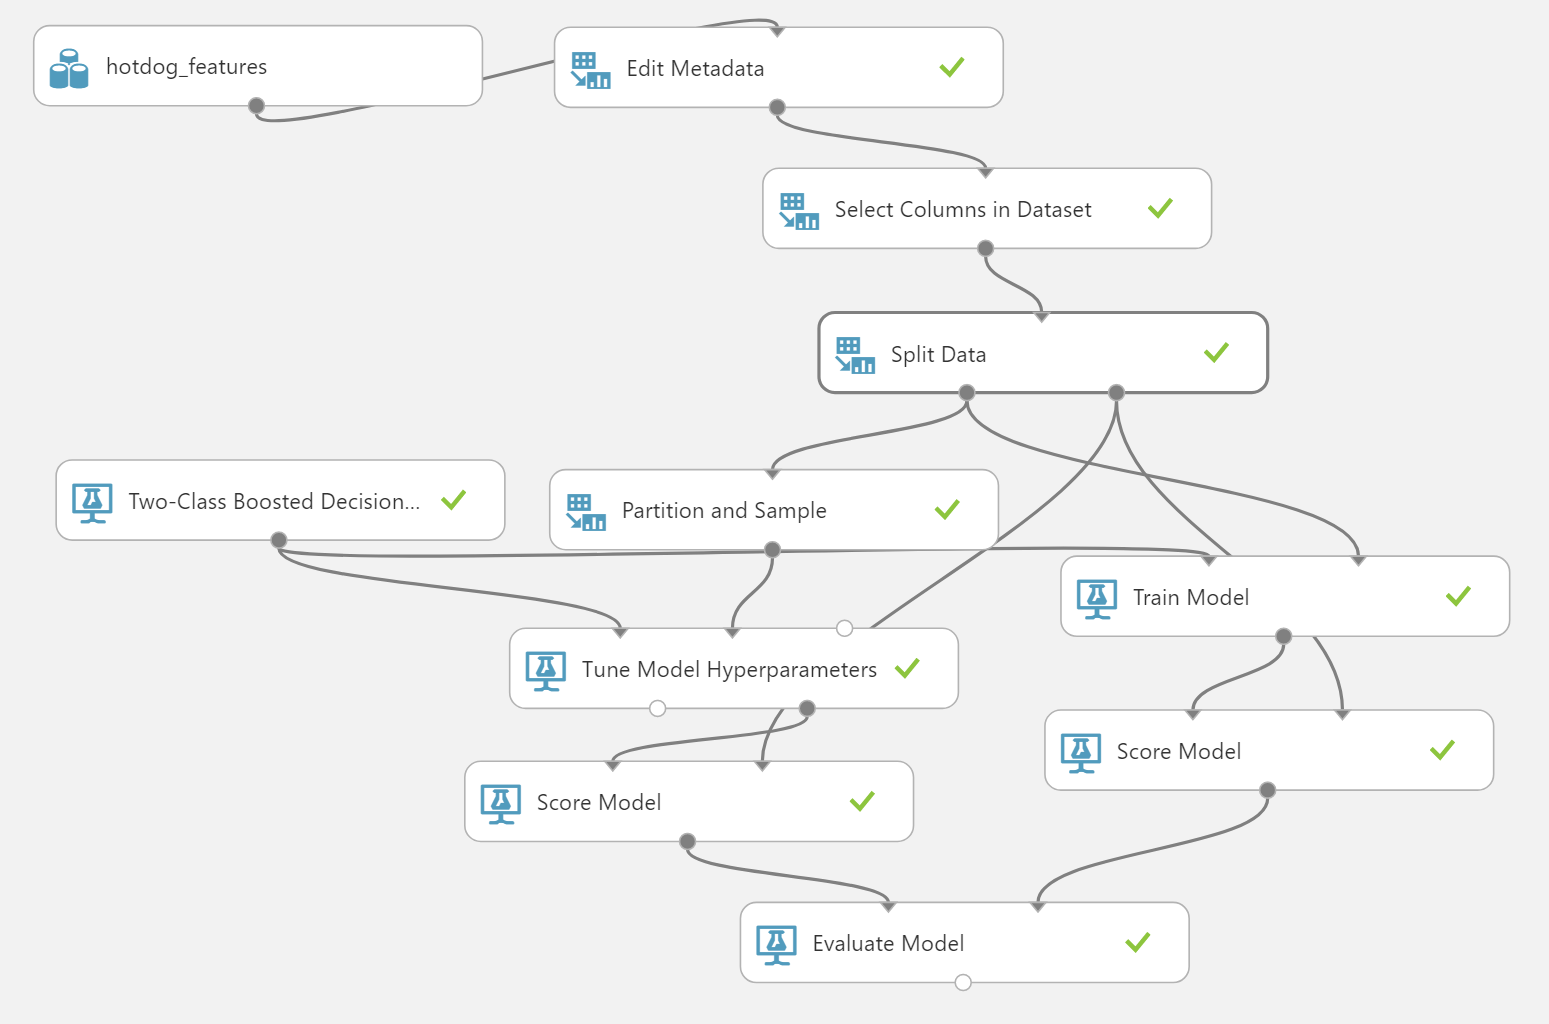 hotdog_features
Edit Metadata
Select Columns in Dataset
Split Data
Two-Class Boosted Decision...
Partition and Sample
Train Model
Tune Model Hyperparameters
Score Model
Score Model
Evaluate Model